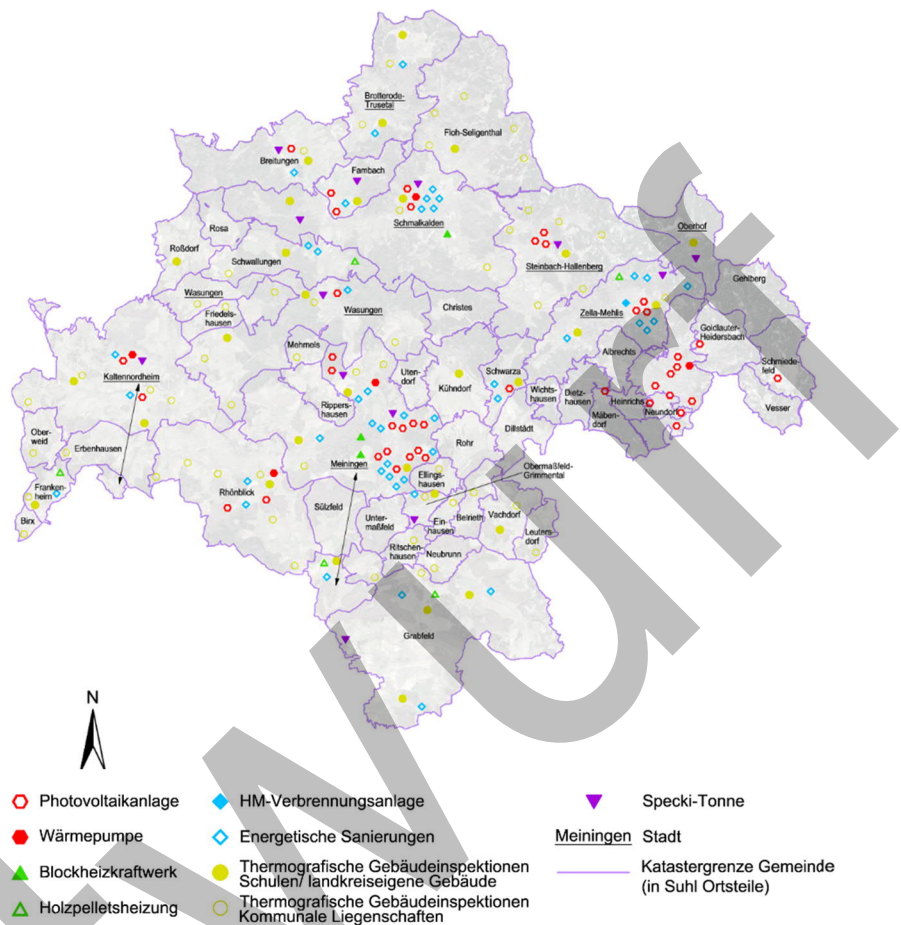 Brotterode-
Trusetal
Floh-Seligenthal
Breitungen
Fambach
Schmalkalden
Rosa
Roßdorf
Schwallungen
Steinbach-Hallenberg
Oberhof
Gehlberg
Wasungen
Friedels-
hausen
Wasungen
Christes
Zella-Mehlis
Goldlauter-
Heidersbach
Mehmels
Albrechts
Kaltennordheim
Uten-
dorf
Kühndorf
Schwarza
Wichts-
hausen
Dietz-
hausen
Heinrichs
Mäben-
dorf
Neundorf
Schmiede-
feld
Vesser
Rippers-
hausen
Dillstädt
Ober-
weid
Erbenhausen
Meiningen
Rohr
Ellings-
hausen
Obermaßfeld-
Grimmental
Franken-
heim
Birx
Rhönblick
Sülzfeld
Unter-
maßfeld
Ein-
hausen
Belrieth
Vachdorf
Leuters-
dorf
Ritschen-
hausen
Neubrunn
Grabfeld
N
Photovoltaikanlage
HM-Verbrennungsanlage
Specki-Tonne
Wärmepumpe
Energetische Sanierungen
Meiningen Stadt
Blockheizkraftwerk
Thermografische Gebäudeinspektionen
Schulen/ landkreiseigene Gebäude
Katastergrenze Gemeinde
(in Suhl Ortsteile)
Holzpelletsheizung
Thermografische Gebäudeinspektionen
Kommunale Liegenschaften